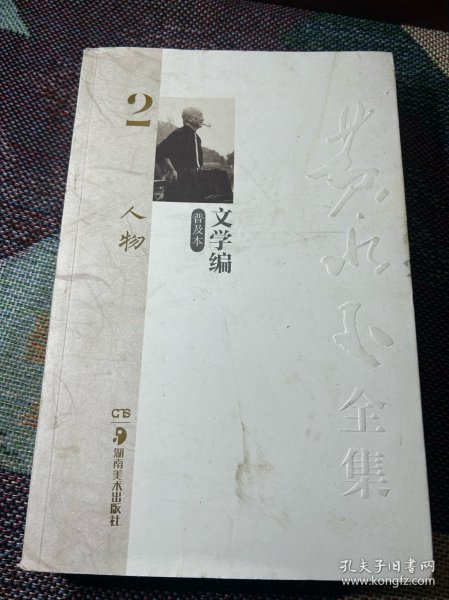 2
人物
文学编
普及本
黄永玉全集
CTS
湖南美术出版社
孔夫子旧书网
www.kongfz.com